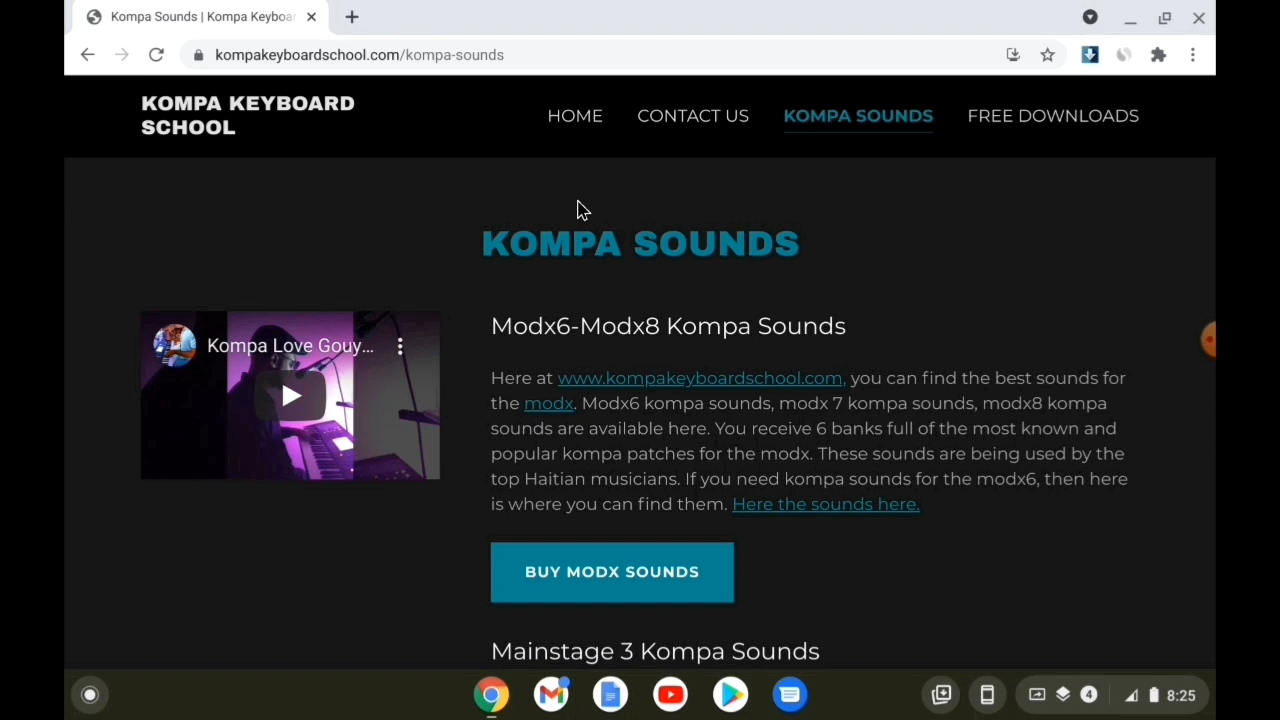 Kompa Sounds | Kompa Keyboar
kompakeyboardschool.com/kompa-sounds
KOMPA KEYBOARD
SCHOOL
HOME
CONTACT US
KOMPA SOUNDS
FREE DOWNLOADS
KOMPA SOUNDS
Kompa Love Gouy...
Modx6-Modx8 Kompa Sounds
Here at www.kompakeyboardschool.com, you can find the best sounds for
the modx. Modx6 kompa sounds, modx 7 kompa sounds, modx8 kompa
sounds are available here. You receive 6 banks full of the most known and
popular kompa patches for the modx. These sounds are being used by the
top Haitian musicians. If you need kompa sounds for the modx6, then here
is where you can find them. Here the sounds here.
BUY MODX SOUNDS
Mainstage 3 Kompa Sounds
4
8:25